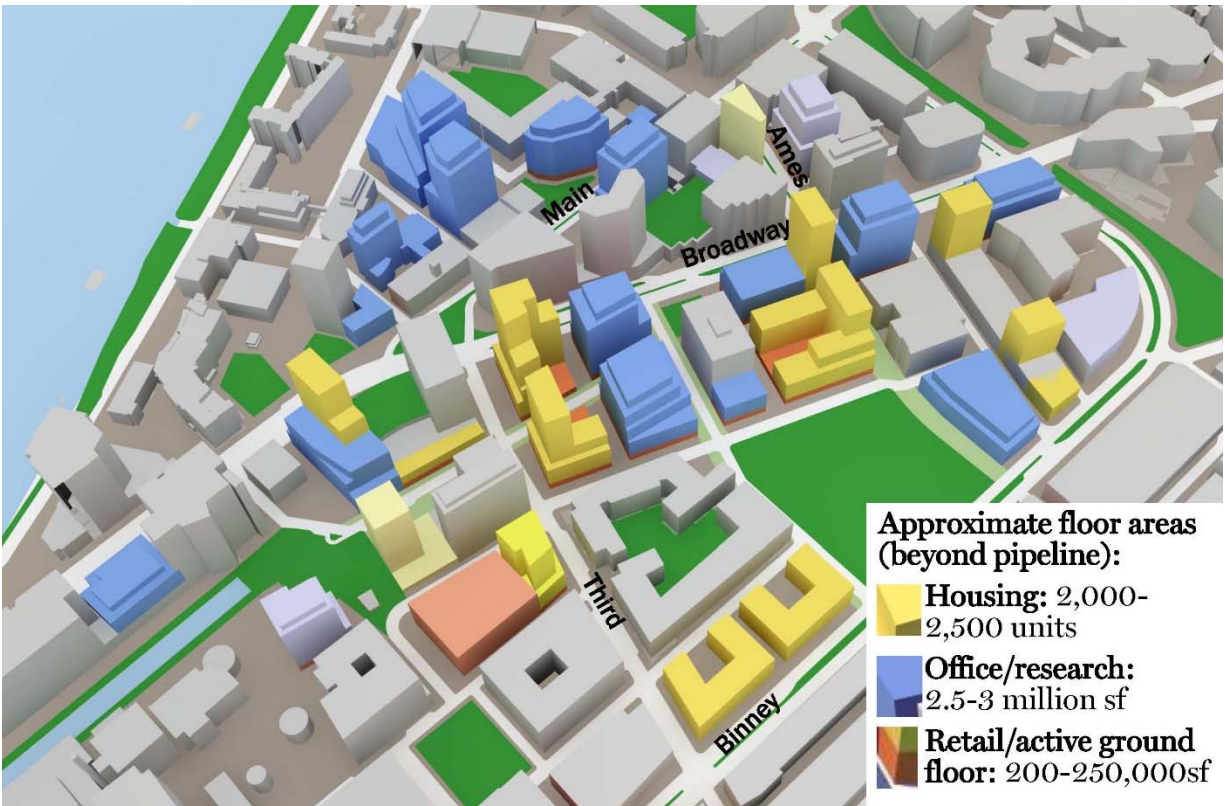 Ames
Main
Broadway
Third
Binney
Approximate floor areas
(beyond pipeline):
Housing: 2,000-
2,500 units
Office/research:
2.5-3 million sf
Retail/active ground
floor: 200-250,000sf